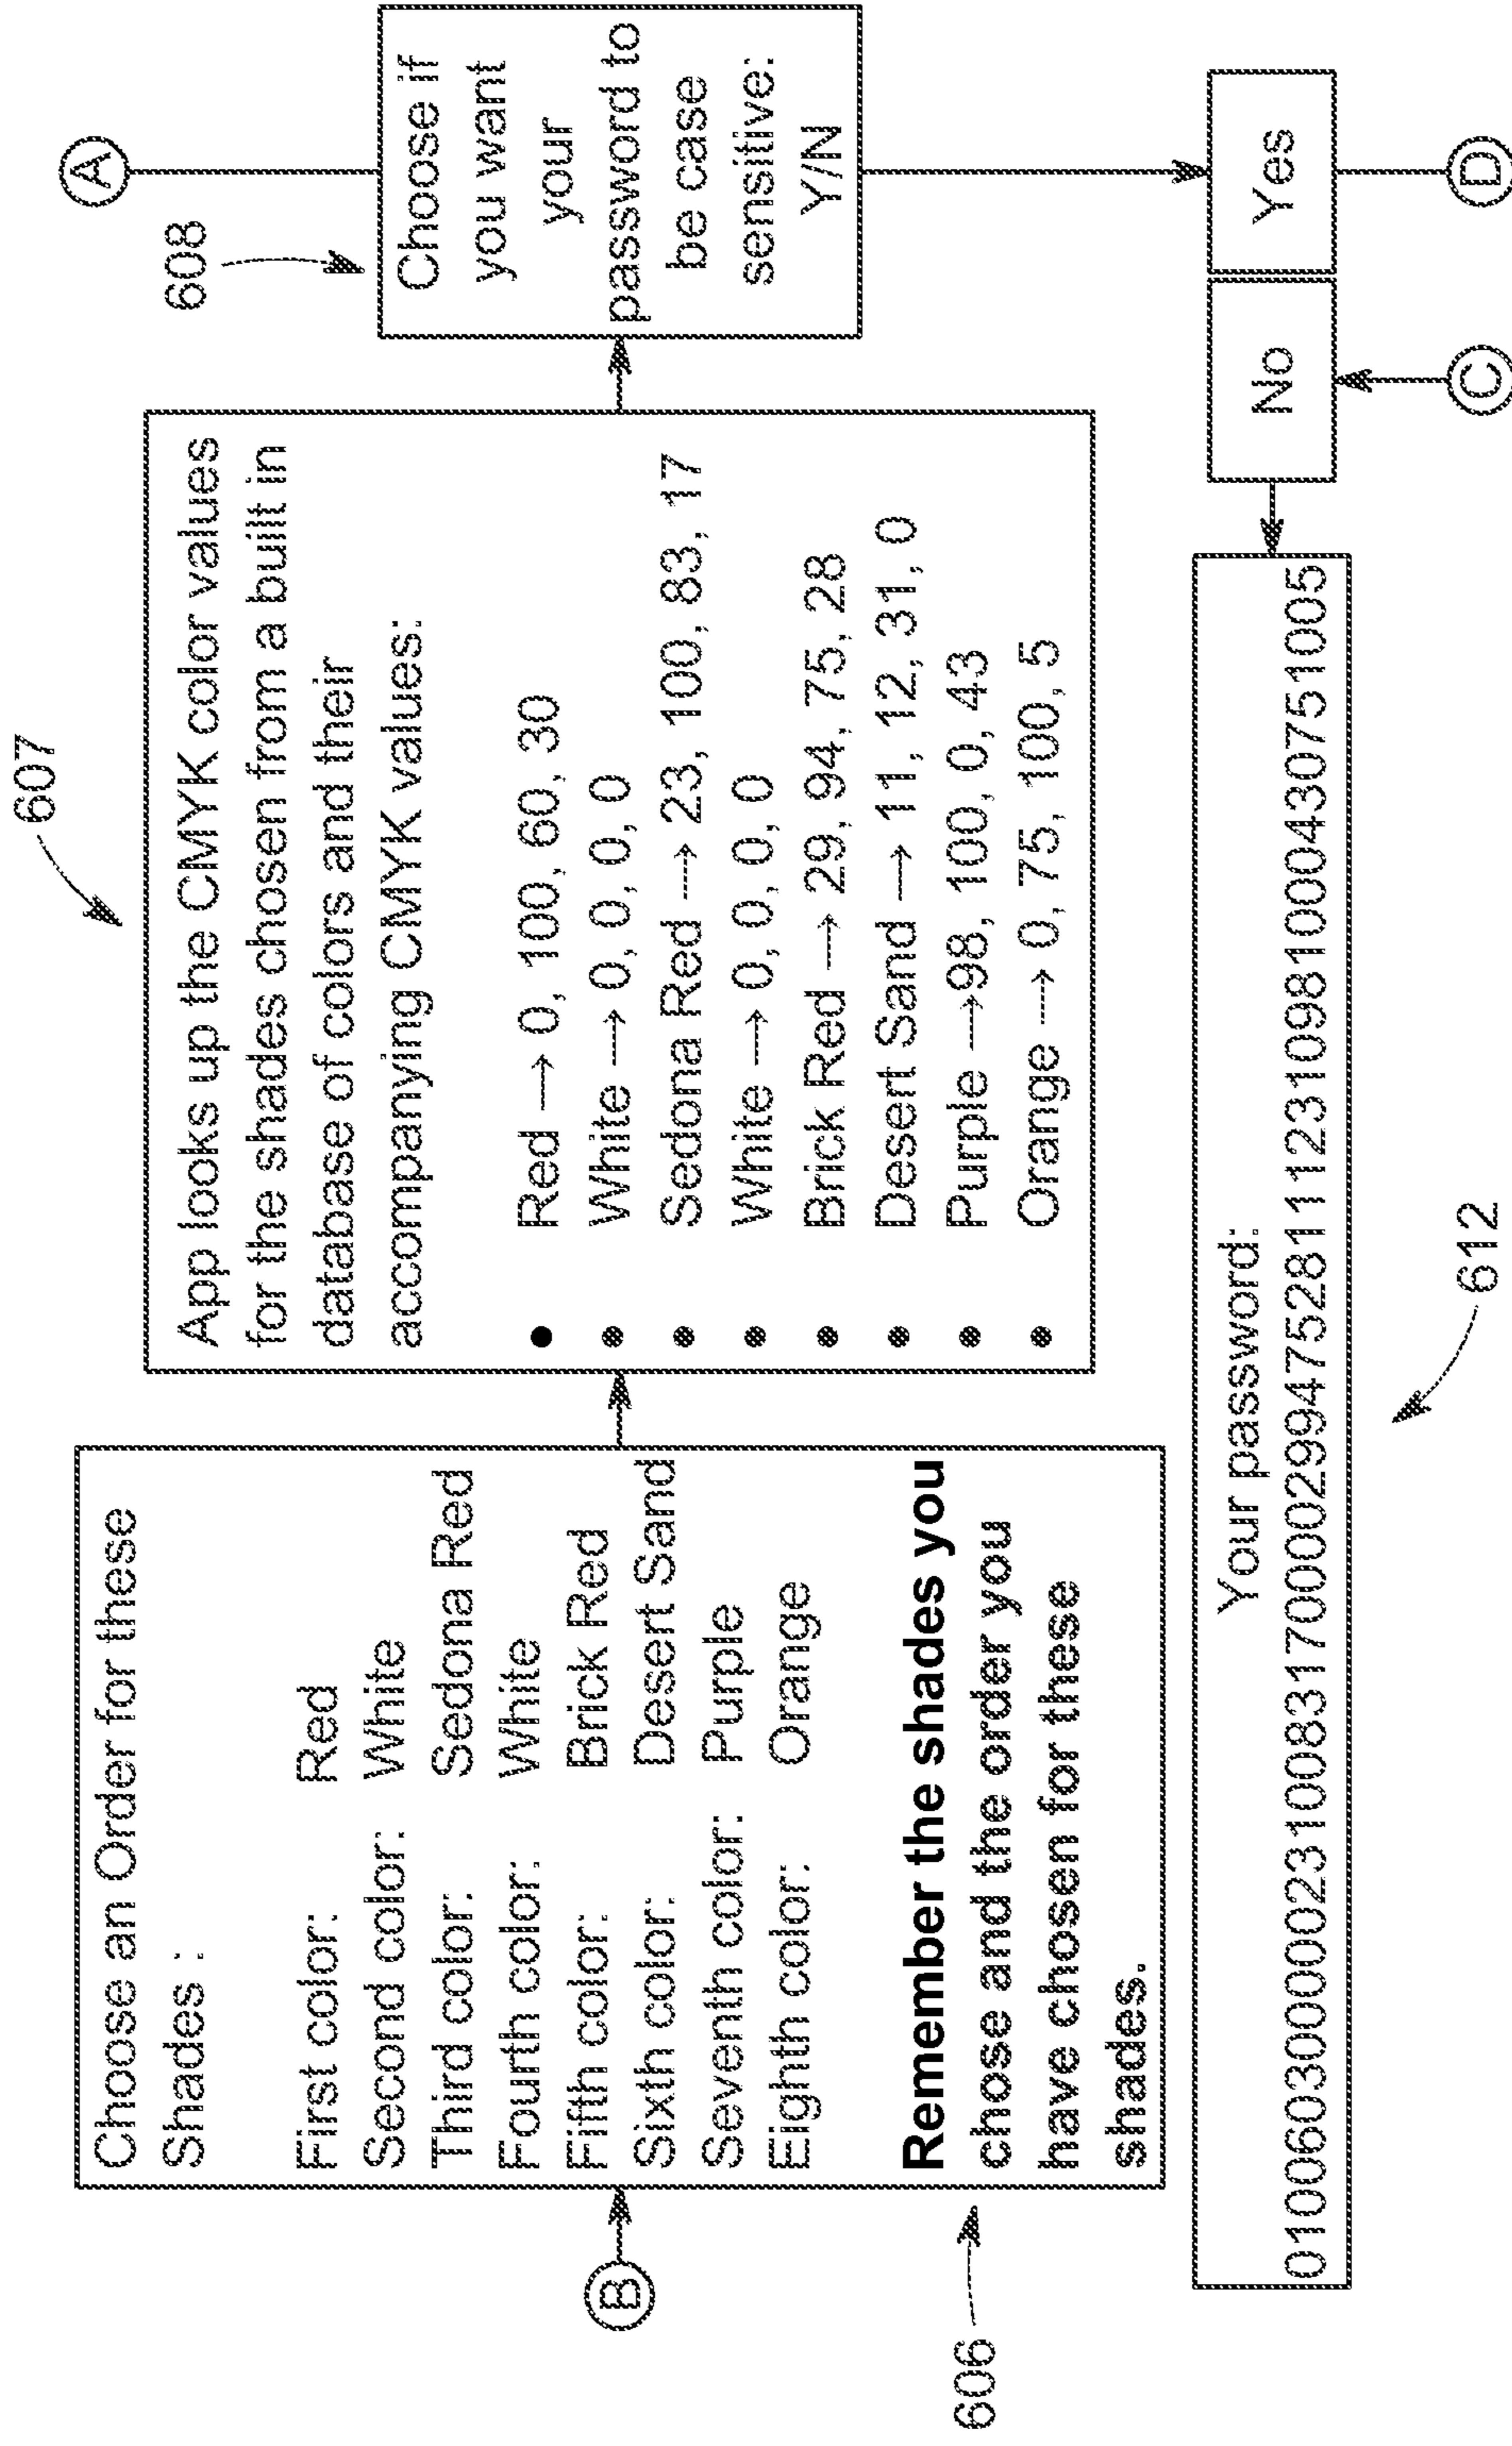 607
608
A
B
606
Choose an Order for these
Shades :
First color: Red
Second color: White
Third color: Sedona Red
Fourth color: White
Fifth color: Brick Red
Sixth color: Desert Sand
Seventh color: Purple
Eighth color: Orange
Remember the shades you
chose and the order you
have chosen for these
shades.
App looks up the CMYK color values
for the shades chosen from a built in
database of colors and their
accompanying CMYK values:
• Red → 0, 100, 60, 30
• White → 0, 0, 0, 0
• Sedona Red → 23, 100, 83, 17
• White → 0, 0, 0, 0
• Brick Red → 29, 94, 75, 28
• Desert Sand → 11, 12, 31, 0
• Purple →98, 100, 0, 43
• Orange → 0, 75, 100, 5
Choose if
you want
your
password to
be case
sensitive:
Y/N
Your password:
0100603000002310083170000299475281112310981000430751005
No
Yes
612
C
D